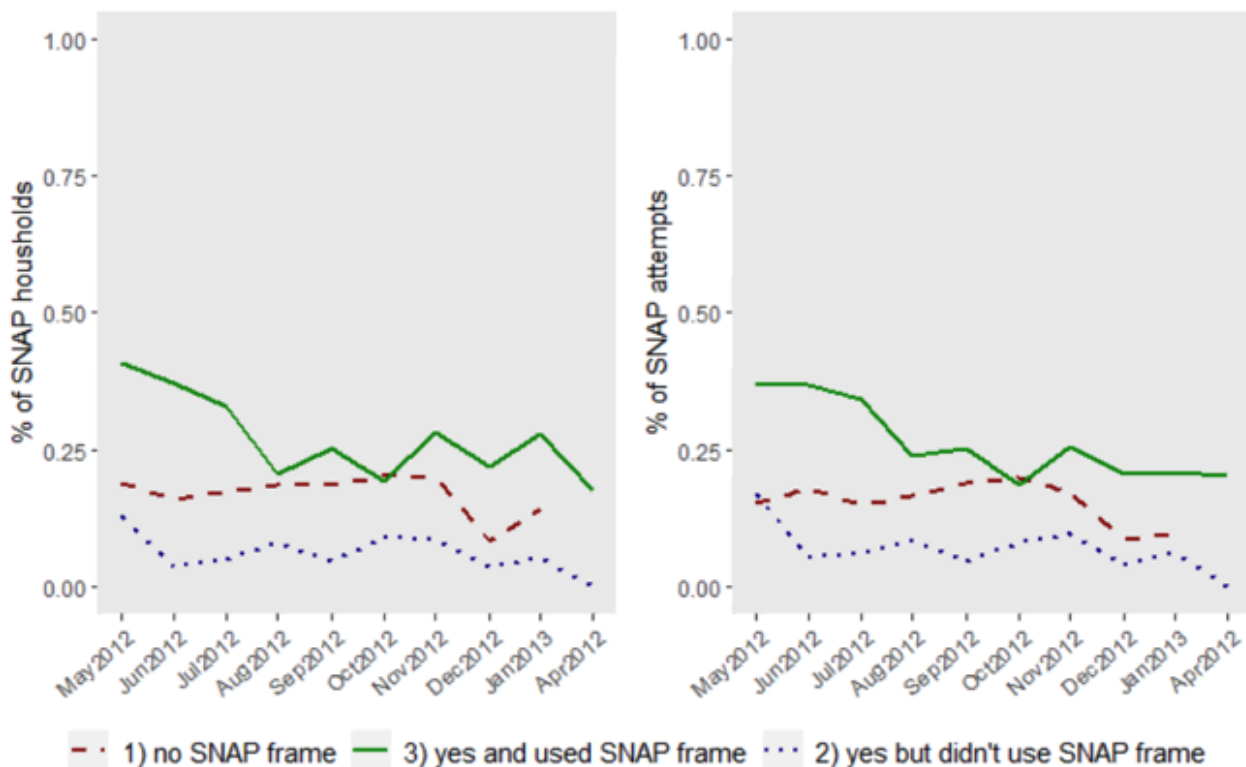 % of SNAP housholds
1.00
0.75
0.50
0.25
0.00
May2012
Jun2012
Jul2012
Aug2012
Sep2012
Oct2012
Nov2012
Dec2012
Jan2013
Apr2012
% of SNAP attempts
1.00
0.75
0.50
0.25
0.00
May2012
Jun2012
Jul2012
Aug2012
Sep2012
Oct2012
Nov2012
Dec2012
Jan2013
Apr2012
1) no SNAP frame 3) yes and used SNAP frame 2) yes but didn't use SNAP frame